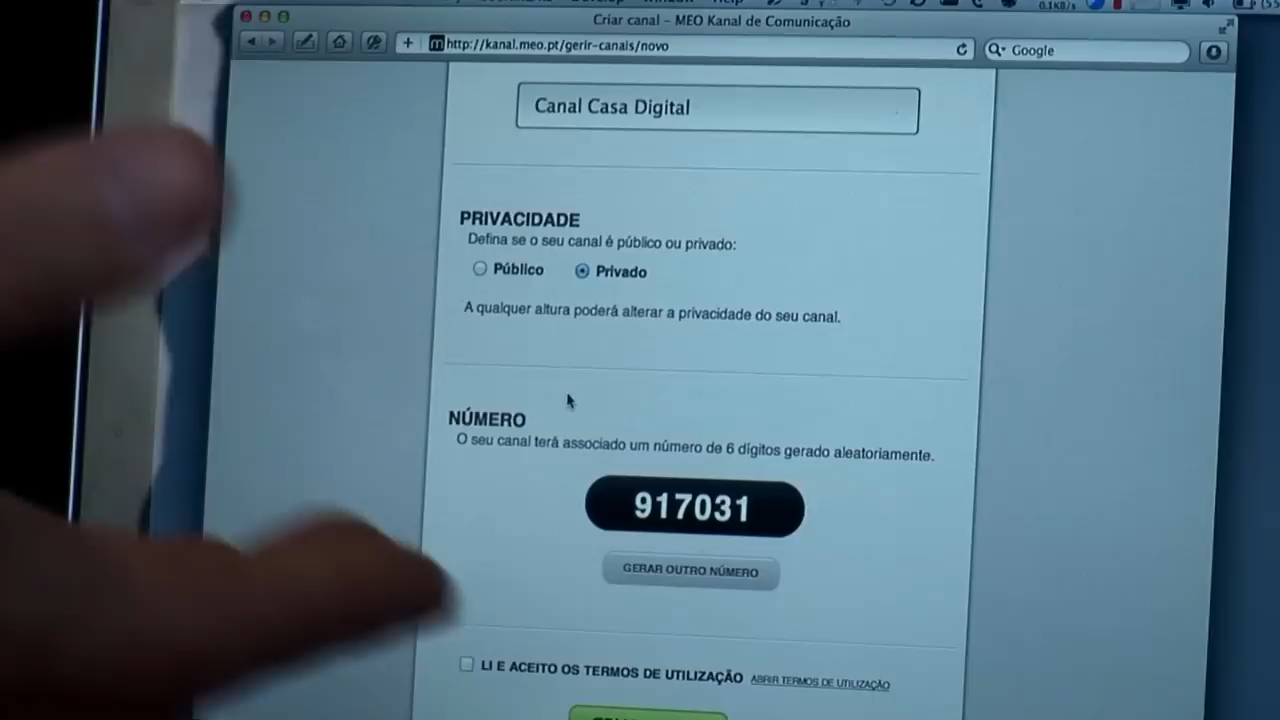 0.1KB/s
Criar canal – MEO Kanal de Comunicação
http://kanal.meo.pt/gerir-canais/novo
Google
Canal Casa Digital
PRIVACIDADE
Defina se o seu canal é público ou privado:
Público Privado
A qualquer altura poderá alterar a privacidade do seu canal.
NÚMERO
O seu canal terá associado um número de 6 dígitos gerado aleatoriamente.
917031
GERAR OUTRO NÚMERO
LI E ACEITO OS TERMOS DE UTILIZAÇÃO ABRIR TERMOS DE UTILIZAÇÃO